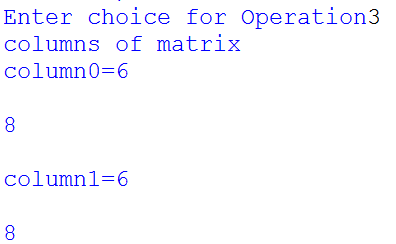 Enter choice for Operation3
columns of matrix
column0=6
8
column1=6
8